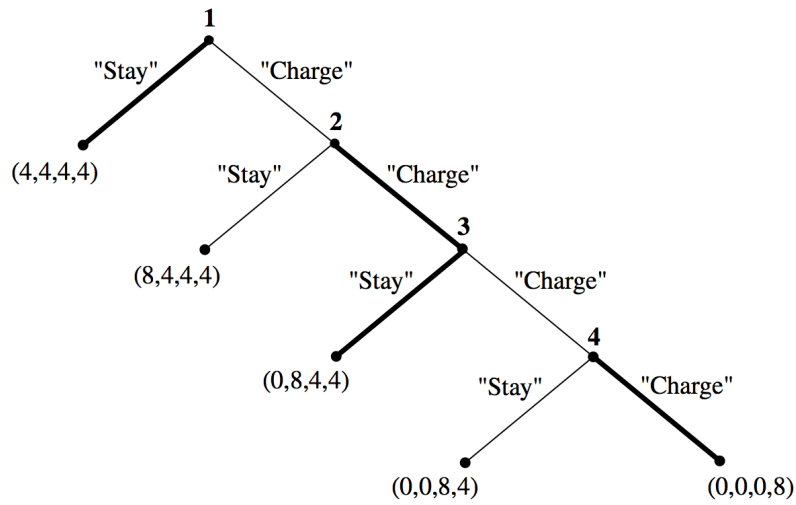 1
"Stay"
"Charge"
2
(4,4,4,4)
"Stay"
"Charge"
3
(8,4,4,4)
"Stay"
"Charge"
4
(0,8,4,4)
"Stay"
"Charge"
(0,0,8,4)
(0,0,0,8)